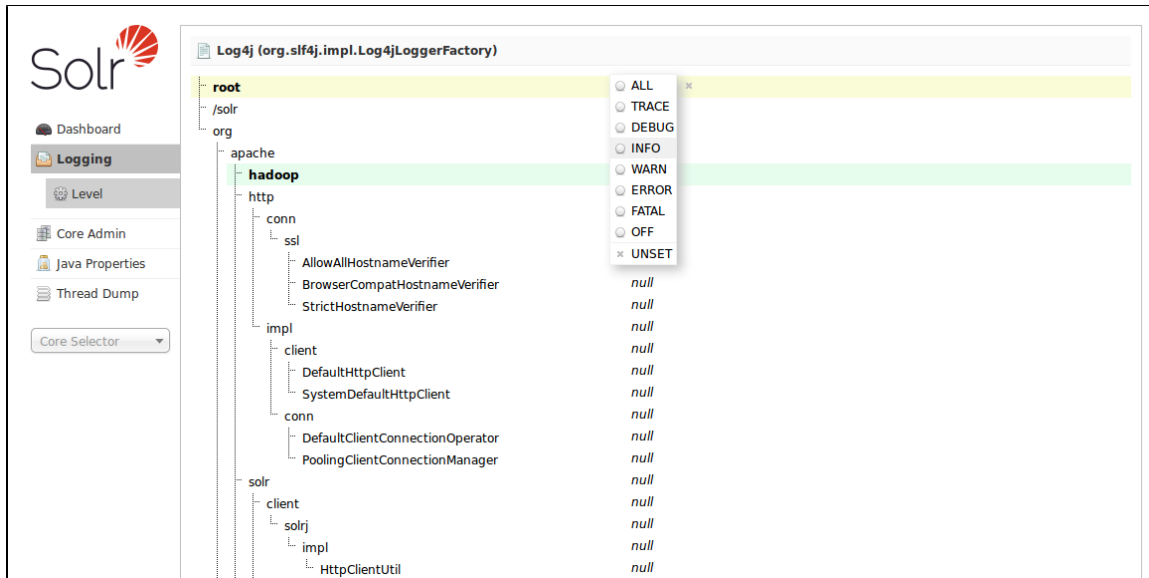 Solr
Dashboard
Logging
Level
Core Admin
Java Properties
Thread Dump
Core Selector
Log4j (org.slf4j.impl.Log4jLoggerFactory)
root ALL
/solr TRACE
org DEBUG
apache INFO
hadoop WARN
http ERROR
conn FATAL
ssl OFF
AllowAllHostnameVerifier UNSET
BrowserCompatHostnameVerifier null
StrictHostnameVerifier null
impl null
client null
DefaultHttpClient null
SystemDefaultHttpClient null
conn null
DefaultClientConnectionOperator null
PoolingClientConnectionManager null
solr null
client null
solrj null
impl null
HttpClientUtil null